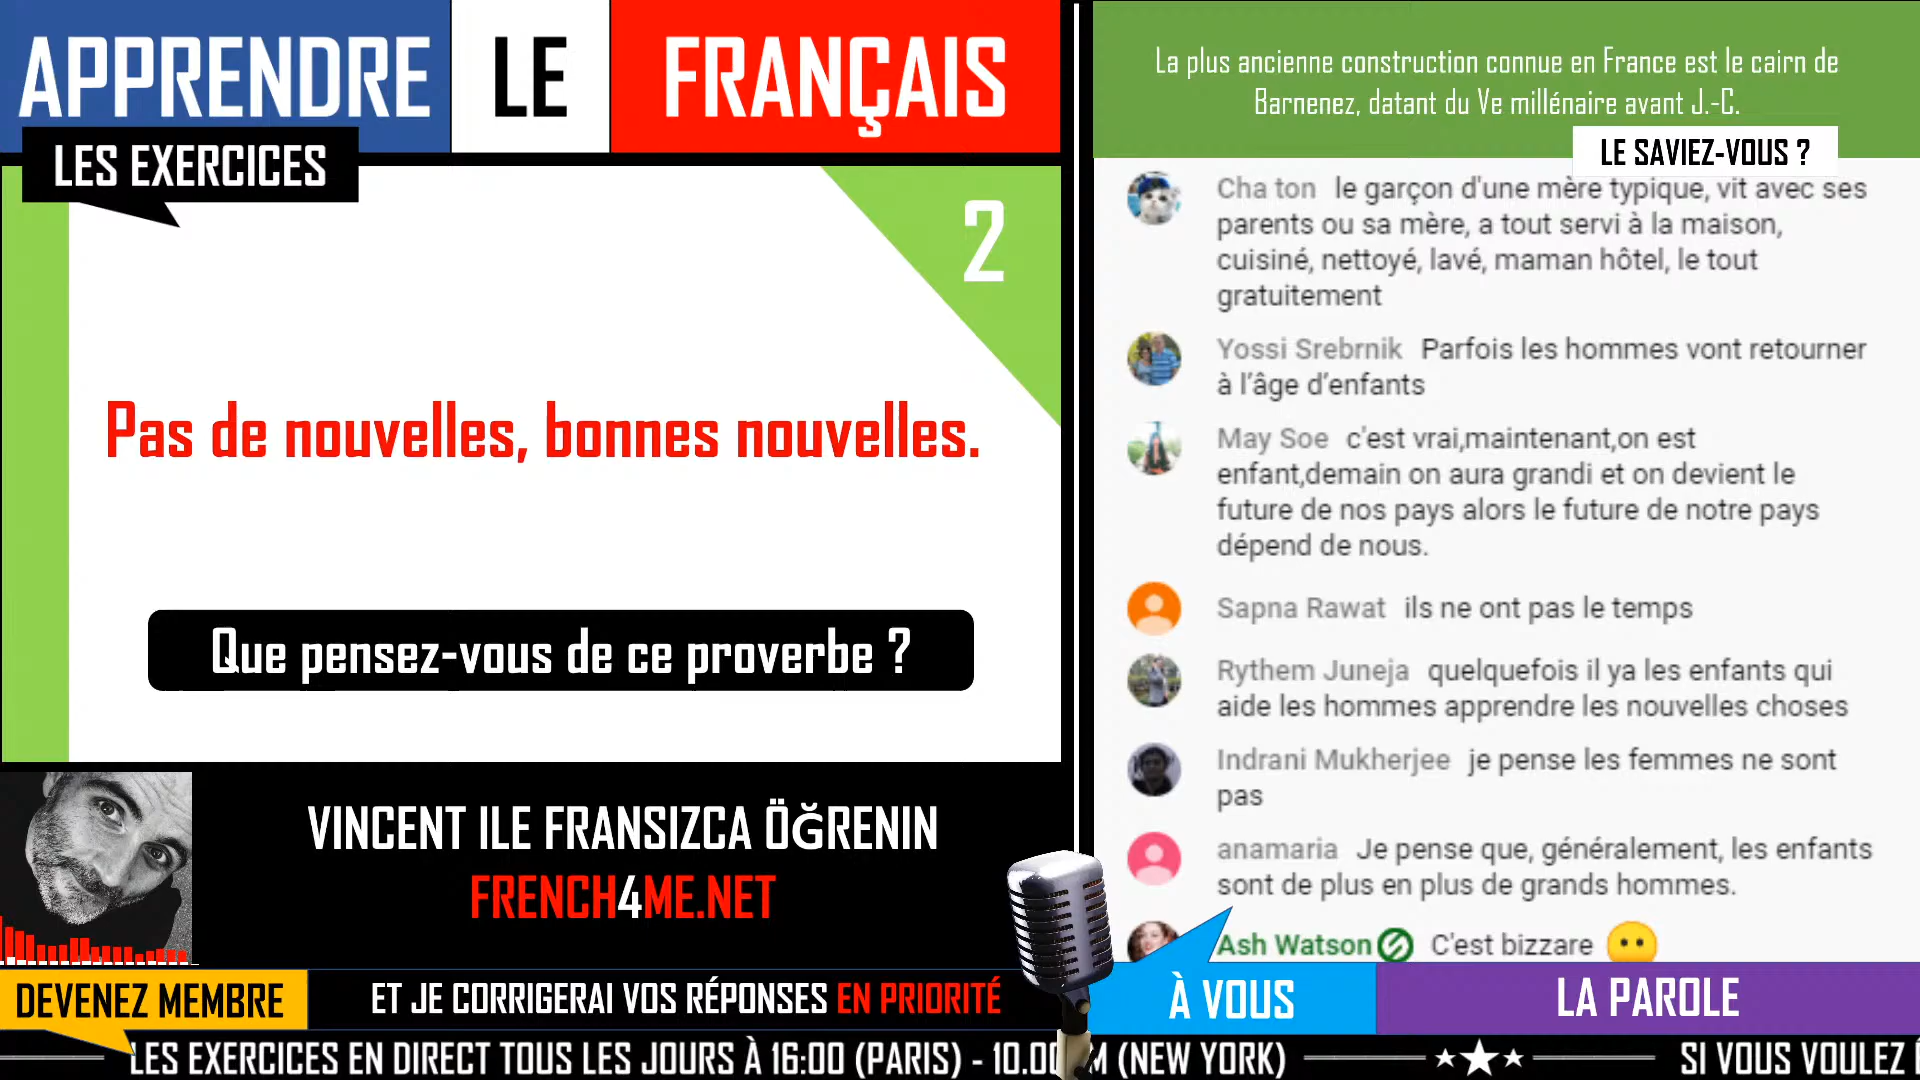 APPRENDRE LE FRANÇAIS
LES EXERCICES
2
Pas de nouvelles, bonnes nouvelles.
Que pensez-vous de ce proverbe ?
VINCENT ILE FRANSIZCA ÖĞRENIN
FRENCH4ME.NET
DEVENEZ MEMBRE
ET JE CORRIGERAI VOS RÉPONSES EN PRIORITÉ
La plus ancienne construction connue en France est le cairn de
Barnenez, datant du Ve millénaire avant J.-C.
LE SAVIEZ-VOUS ?
Cha ton le garçon d'une mère typique, vit avec ses
parents ou sa mère, a tout servi à la maison,
cuisiné, nettoyé, lavé, maman hôtel, le tout
gratuitement
Yossi Srebrnik Parfois les hommes vont retourner
à l’âge d’enfants
May Soe c'est vrai,maintenant,on est
enfant,demain on aura grandi et on devient le
future de nos pays alors le future de notre pays
dépend de nous.
Sapna Rawat ils ne ont pas le temps
Rythem Juneja quelquefois il ya les enfants qui
aide les hommes apprendre les nouvelles choses
Indrani Mukherjee je pense les femmes ne sont
pas
anamaria Je pense que, généralement, les enfants
sont de plus en plus de grands hommes.
Ash Watson C'est bizzare
À VOUS
LA PAROLE
LES EXERCICES EN DIRECT TOUS LES JOURS À 16:00 (PARIS) - 10.00 M (NEW YORK) SI VOUS VOULEZ